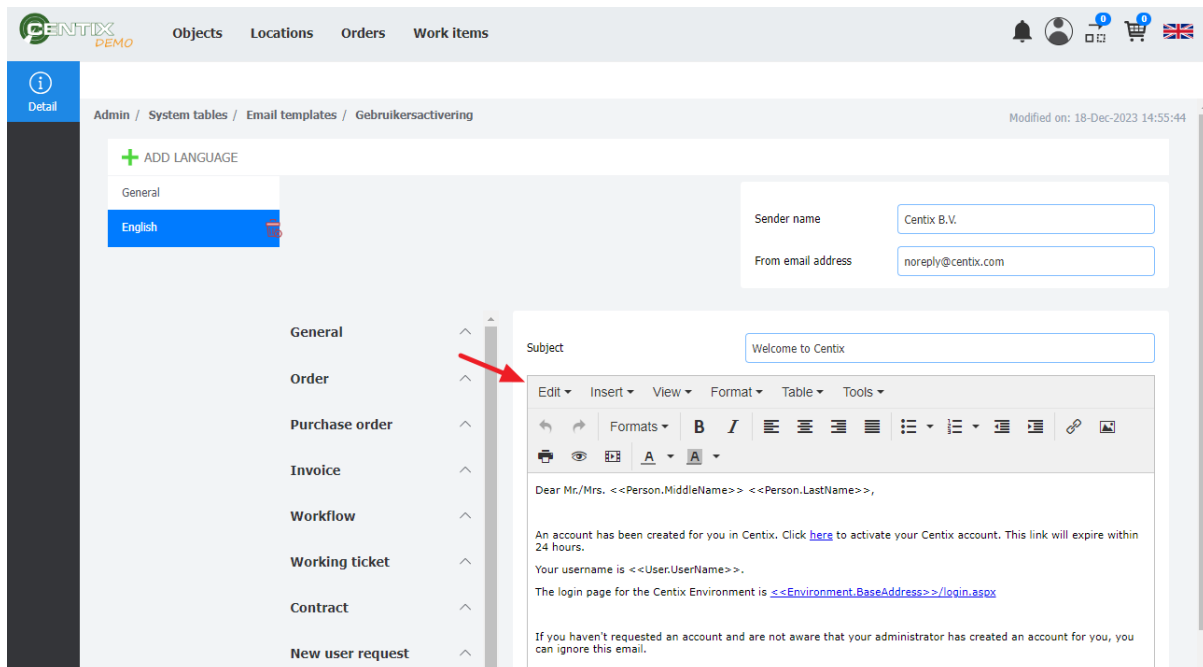 CENTIX
DEMO
Objects Locations Orders Work items
0 0
Detail
Admin / System tables / Email templates / Gebruikersactivering
Modified on: 18-Dec-2023 14:55:44
ADD LANGUAGE
General
English
Sender name Centix B.V.
From email address noreply@centix.com
General
Order
Purchase order
Invoice
Workflow
Working ticket
Contract
New user request
Subject Welcome to Centix
Edit Insert View Format Table Tools
Formats B I
A A
Dear Mr./Mrs. <<Person.MiddleName>> <<Person.LastName>>,
An account has been created for you in Centix. Click here to activate your Centix account. This link will expire within
24 hours.
Your username is <<User.UserName>>.
The login page for the Centix Environment is <<Environment.BaseAddress>>/login.aspx
If you haven't requested an account and are not aware that your administrator has created an account for you, you
can ignore this email.